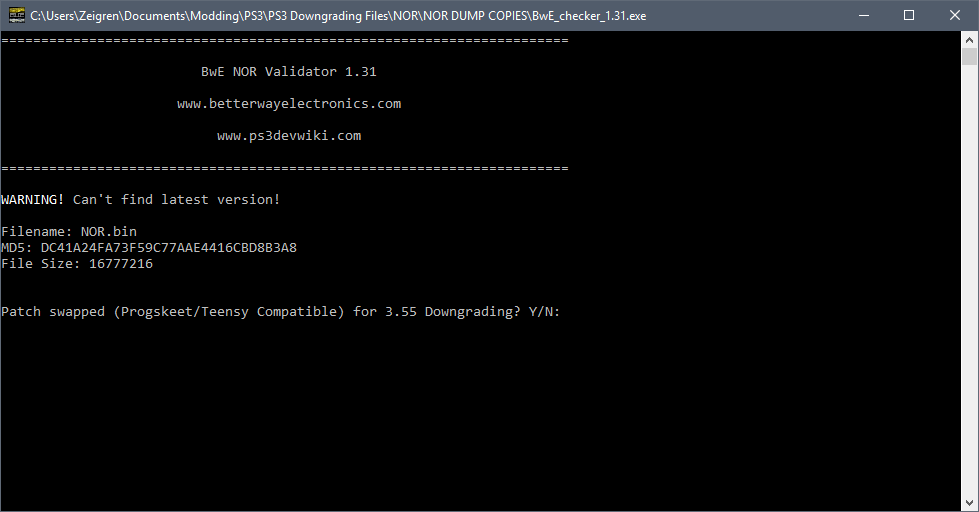 C:\Users\Zeigren\Documents\Modding\PS3\PS3 Downgrading Files\NOR\NOR DUMP COPIES\BwE_checker_1.31.exe
=======================================================================
BwE NOR Validator 1.31
www.betterwayelectronics.com
www.ps3devwiki.com
=======================================================================
WARNING! Can't find latest version!
Filename: NOR.bin
MD5: DC41A24FA73F59C77AAE4416CBD8B3A8
File Size: 16777216
Patch swapped (Progskeet/Teensy Compatible) for 3.55 Downgrading? Y/N: